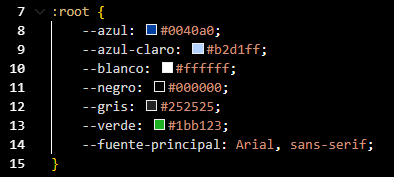 7 :root {
8 --azul: #0040a0;
9 --azul-claro: #b2d1ff;
10 --blanco: #ffffff;
11 --negro: #000000;
12 --gris: #252525;
13 --verde: #1bb123;
14 --fuente-principal: Arial, sans-serif;
15 }